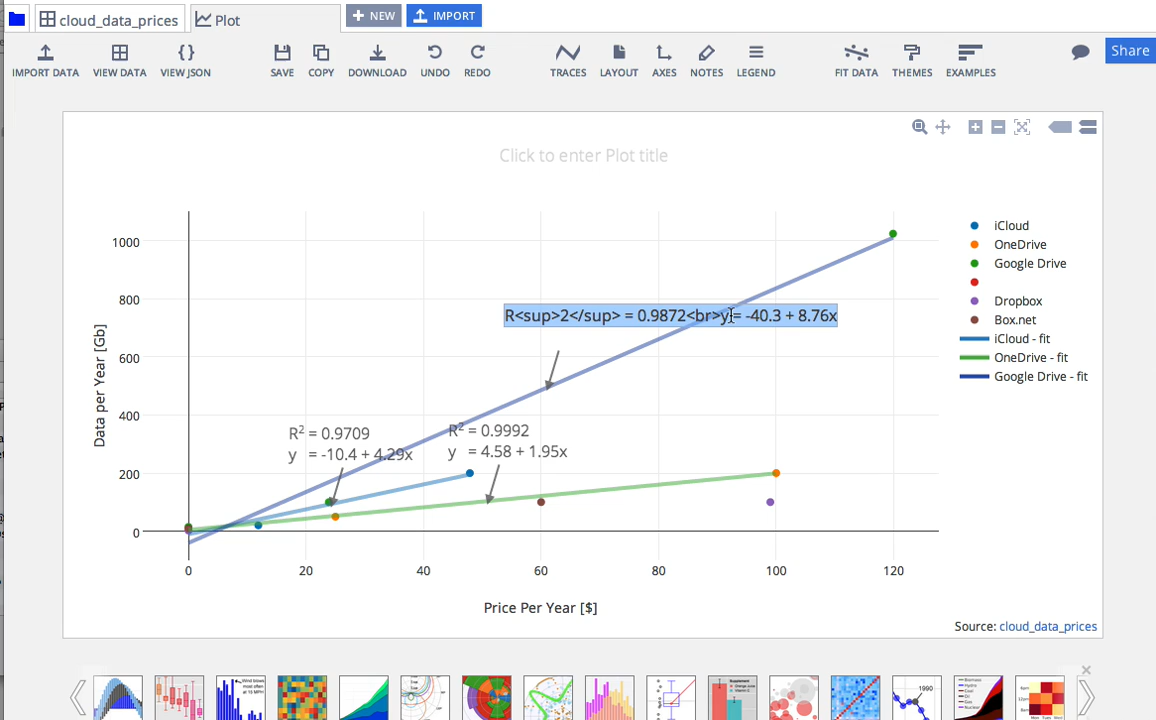 cloud_data_prices
Plot
NEW
IMPORT
IMPORT DATA
VIEW DATA
VIEW JSON
SAVE
COPY
DOWNLOAD
UNDO
REDO
TRACES
LAYOUT
AXES
NOTES
LEGEND
FIT DATA
THEMES
EXAMPLES
Share
Click to enter Plot title
1000
800
600
400
200
0
Data per Year [Gb]
R<sup>2</sup> = 0.9872<br>y = -40.3 + 8.76x
R² = 0.9709
y = -10.4 + 4.29x
R² = 0.9992
y = 4.58 + 1.95x
0
20
40
60
80
100
120
Price Per Year [$]
iCloud
OneDrive
Google Drive
Dropbox
Box.net
iCloud - fit
OneDrive - fit
Google Drive - fit
Source: cloud_data_prices
1990